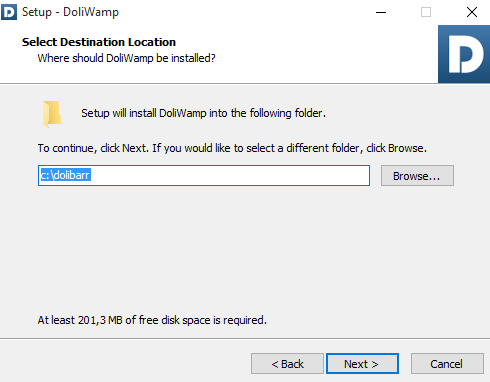 Setup - DoliWamp
Select Destination Location
Where should DoliWamp be installed?
D
Setup will install DoliWamp into the following folder.
To continue, click Next. If you would like to select a different folder, click Browse.
c:\dolibarr
Browse...
At least 201,3 MB of free disk space is required.
< Back
Next >
Cancel